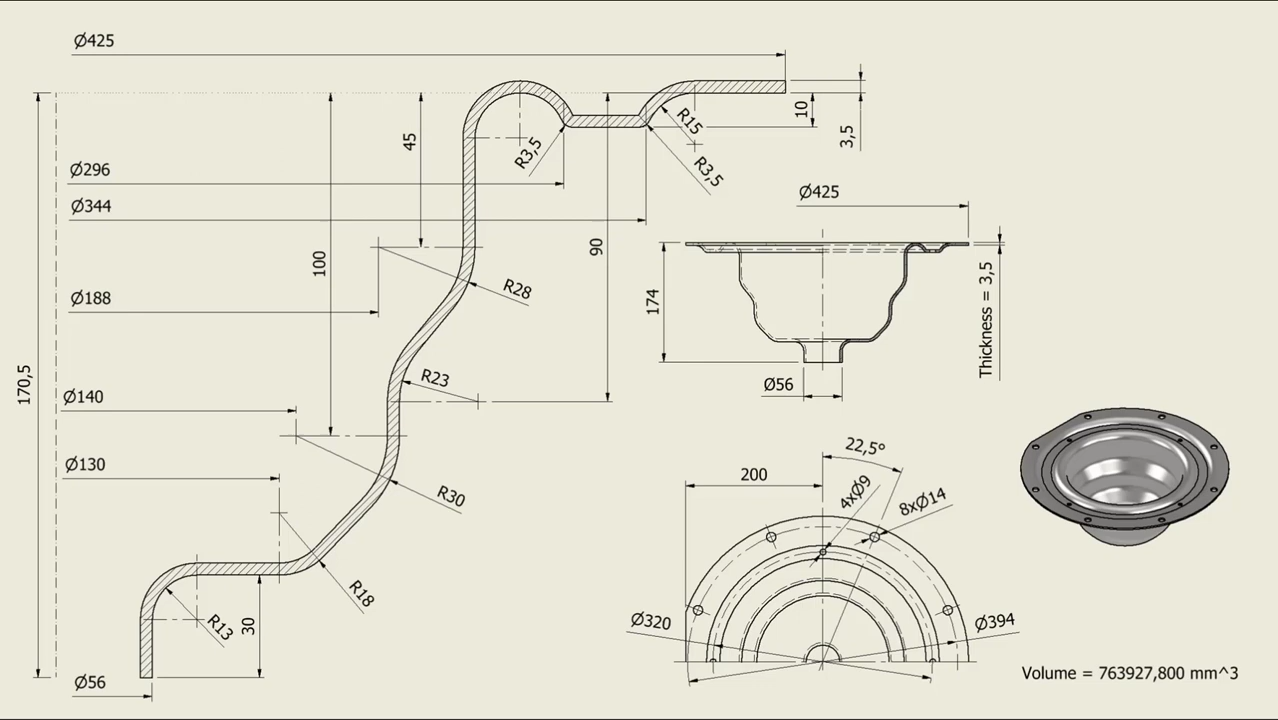 Ø425
10
3,5
R15
R3,5
R3,5
45
Ø296
Ø344
90
100
R28
Ø188
170,5
R23
Ø140
Ø130
R30
R18
R13
30
Ø56
Ø425
174
Thickness = 3,5
Ø56
22,5°
200
4xØ9
8xØ14
Ø320
Ø394
Volume = 763927,800 mm^3